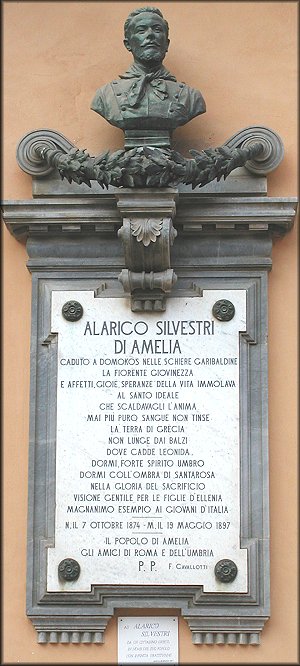 ALARICO SILVESTRI
DI AMELIA
CADUTO A DOMOKÒS NELLE SCHIERE GARIBALDINE
LA FIORENTE GIOVINEZZA
E AFFETTI, GIOIE, SPERANZE DELLA VITA IMMOLAVA
AL SANTO IDEALE
CHE SCALDAVAGLI L'ANIMA
MAI PIÙ PURO SANGUE NON TINSE
LA TERRA DI GRECIA
NON LUNGE DAI BALZI
DOVE CADDE LEONIDA
DORMI, FORTE SPIRITO UMBRO
DORMI COLL'OMBRA DI SANTAROSA
NELLA GLORIA DEL SACRIFICIO
VISIONE GENTILE PER LE FIGLIE D'ELLENIA
MAGNANIMO ESEMPIO AI GIOVANI D'ITALIA
N. IL 7 OTTOBRE 1874 - M. IL 19 MAGGIO 1897
IL POPOLO DI AMELIA
GLI AMICI DI ROMA E DELL'UMBRIA
P. P. F. CAVALLOTTI
AD ALARICO
SILVESTRI